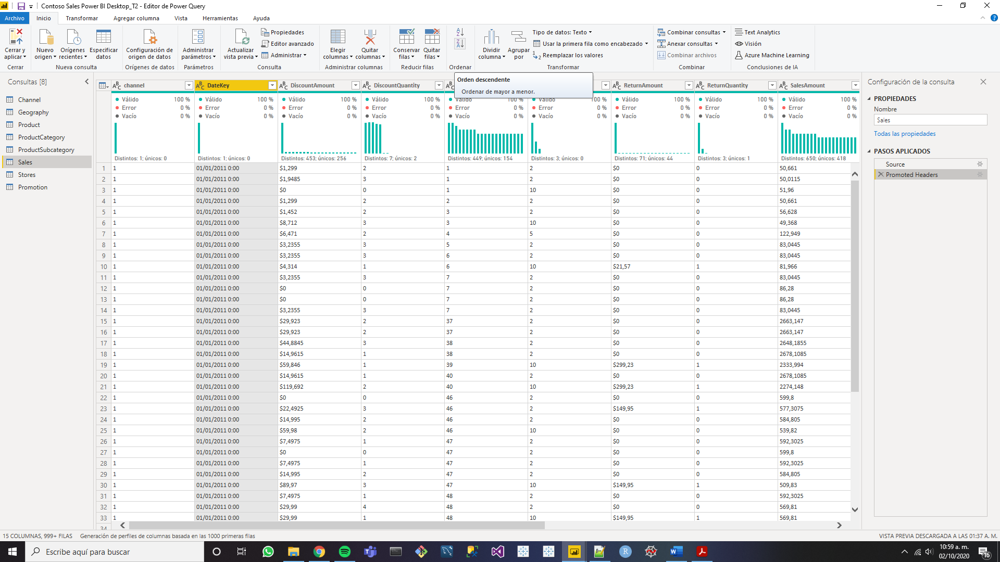 Contoso Sales Power BI Desktop_T2 - Editor de Power Query
Archivo Inicio Transformar Agregar columna Vista Herramientas Ayuda
Cerrar y aplicar
Cerrar
Nuevo origen Orígenes recientes Especificar datos
Nueva consulta
Configuración de origen de datos
Orígenes de datos
Administrar parámetros
Parámetros
Actualizar vista previa
Propiedades
Editor avanzado
Administrar
Consulta
Elegir columnas Quitar columnas
Administrar columnas
Conservar filas Quitar filas
Reducir filas
Ordenar
Dividir columna Agrupar por
Tipo de datos: Texto
Usar la primera fila como encabezado
Reemplazar los valores
Transformar
Combinar consultas
Anexar consultas
Combinar archivos
Combinar
Text Analytics
Visión
Azure Machine Learning
Conclusiones de IA
Orden descendente
Ordenar de mayor a menor.
Consultas [8]
Channel
Geography
Product
ProductCategory
ProductSubcategory
Sales
Stores
Promotion
channel DateKey DiscountAmount DiscountQuantity ReturnAmount ReturnQuantity SalesAmount
Válido 100 % Válido 100 % Válido 100 % Válido 100 % Válido 100 % Válido 100 % Válido 100 % Válido 100 % Válido 100 %
Error 0 % Error 0 % Error 0 % Error 0 % Error 0 % Error 0 % Error 0 % Error 0 % Error 0 %
Vacío 0 % Vacío 0 % Vacío 0 % Vacío 0 % Vacío 0 % Vacío 0 % Vacío 0 % Vacío 0 % Vacío 0 %
Distintos: 1; únicos: 0 Distintos: 1; únicos: 0 Distintos: 453; únicos: 256 Distintos: 7; únicos: 2 Distintos: 449; únicos: 154 Distintos: 3; únicos: 0 Distintos: 71; únicos: 44 Distintos: 3; únicos: 1 Distintos: 650; únicos: 418
1 1 01/01/2011 0:00 $1,299 2 1 2 $0 0 50,661
2 1 01/01/2011 0:00 $1,9485 3 1 2 $0 0 50,0115
3 1 01/01/2011 0:00 $0 0 1 10 $0 0 51,96
4 1 01/01/2011 0:00 $1,299 2 2 2 $0 0 50,661
5 1 01/01/2011 0:00 $1,452 2 3 2 $0 0 56,628
6 1 01/01/2011 0:00 $8,712 3 3 10 $0 0 49,368
7 1 01/01/2011 0:00 $6,471 2 4 5 $0 0 122,949
8 1 01/01/2011 0:00 $3,2355 3 5 2 $0 0 83,0445
9 1 01/01/2011 0:00 $3,2355 3 6 2 $0 0 83,0445
10 1 01/01/2011 0:00 $4,314 1 6 10 $21,57 1 81,966
11 1 01/01/2011 0:00 $3,2355 3 7 2 $0 0 83,0445
12 1 01/01/2011 0:00 $0 0 7 2 $0 0 86,28
13 1 01/01/2011 0:00 $0 0 7 2 $0 0 86,28
14 1 01/01/2011 0:00 $3,2355 3 7 2 $0 0 83,0445
15 1 01/01/2011 0:00 $29,923 2 37 2 $0 0 2663,147
16 1 01/01/2011 0:00 $29,923 2 37 2 $0 0 2663,147
17 1 01/01/2011 0:00 $44,8845 3 38 2 $0 0 2648,1855
18 1 01/01/2011 0:00 $14,9615 1 38 2 $0 0 2678,1085
19 1 01/01/2011 0:00 $59,846 1 39 10 $299,23 1 2333,994
20 1 01/01/2011 0:00 $14,9615 1 40 2 $0 0 2678,1085
21 1 01/01/2011 0:00 $119,692 2 40 10 $299,23 1 2274,148
22 1 01/01/2011 0:00 $0 0 46 2 $0 0 599,8
23 1 01/01/2011 0:00 $22,4925 3 46 2 $149,95 1 577,3075
24 1 01/01/2011 0:00 $14,995 2 46 2 $0 0 584,805
25 1 01/01/2011 0:00 $59,98 2 46 10 $0 0 539,82
26 1 01/01/2011 0:00 $7,4975 1 47 2 $0 0 592,3025
27 1 01/01/2011 0:00 $0 0 47 2 $0 0 599,8
28 1 01/01/2011 0:00 $7,4975 1 47 2 $0 0 592,3025
29 1 01/01/2011 0:00 $14,995 2 47 2 $0 0 584,805
30 1 01/01/2011 0:00 $89,97 3 47 10 $149,95 1 509,83
31 1 01/01/2011 0:00 $7,4975 1 48 2 $0 0 592,3025
32 1 01/01/2011 0:00 $29,99 4 48 2 $0 0 569,81
33 1 01/01/2011 0:00 $29,99 1 48 10 $149,95 1 569,81
34
Configuración de la consulta
PROPIEDADES
Nombre
Sales
Todas las propiedades
PASOS APLICADOS
Source
Promoted Headers
15 COLUMNAS, 999+ FILAS Generación de perfiles de columnas basada en las 1000 primeras filas
VISTA PREVIA DESCARGADA A LAS 01:37 A. M.
Escribe aquí para buscar
10:59 a. m.
02/10/2020
16